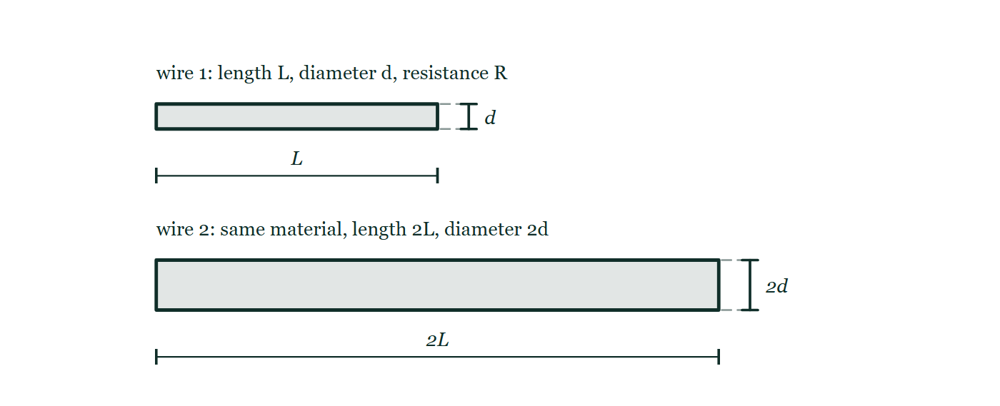 wire 1: length L, diameter d, resistance R
d
L
wire 2: same material, length 2L, diameter 2d
2d
2L